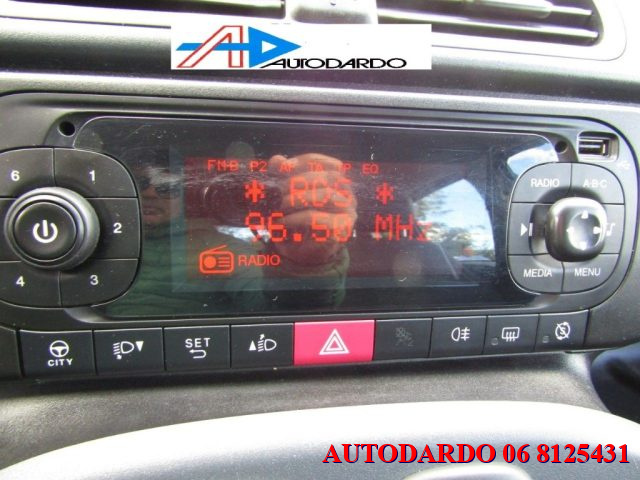 AUTODARDO
FM-B P2 AF TA TP EQ
* RDS *
96.50 MHz
RADIO
6 1
2
4 3
RADIO A-B-C
MEDIA MENU
CITY
SET
AUTODARDO 06 8125431